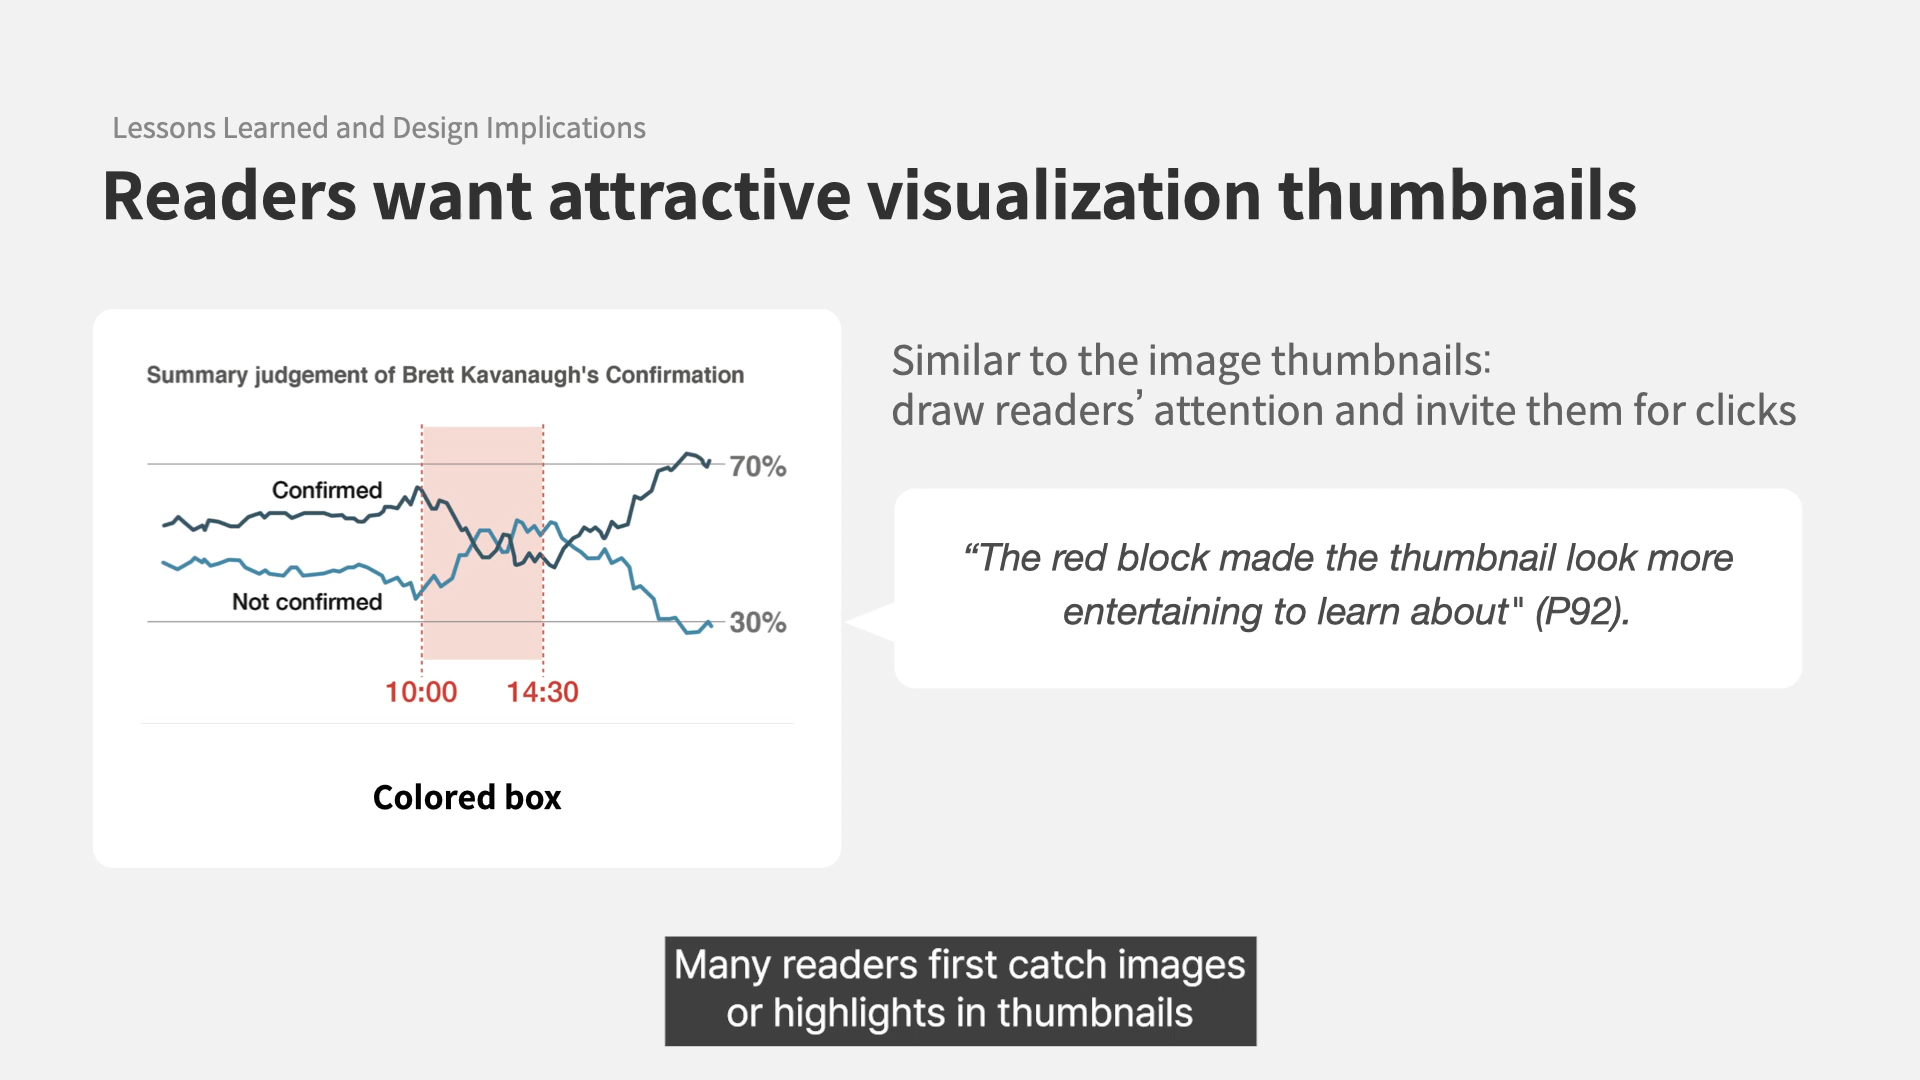 Lessons Learned and Design Implications
Readers want attractive visualization thumbnails
Summary judgement of Brett Kavanaugh's Confirmation
70%
Confirmed
Not confirmed
30%
10:00 14:30
Colored box
Similar to the image thumbnails:
draw readers’ attention and invite them for clicks
“The red block made the thumbnail look more
entertaining to learn about" (P92).
Many readers first catch images
or highlights in thumbnails